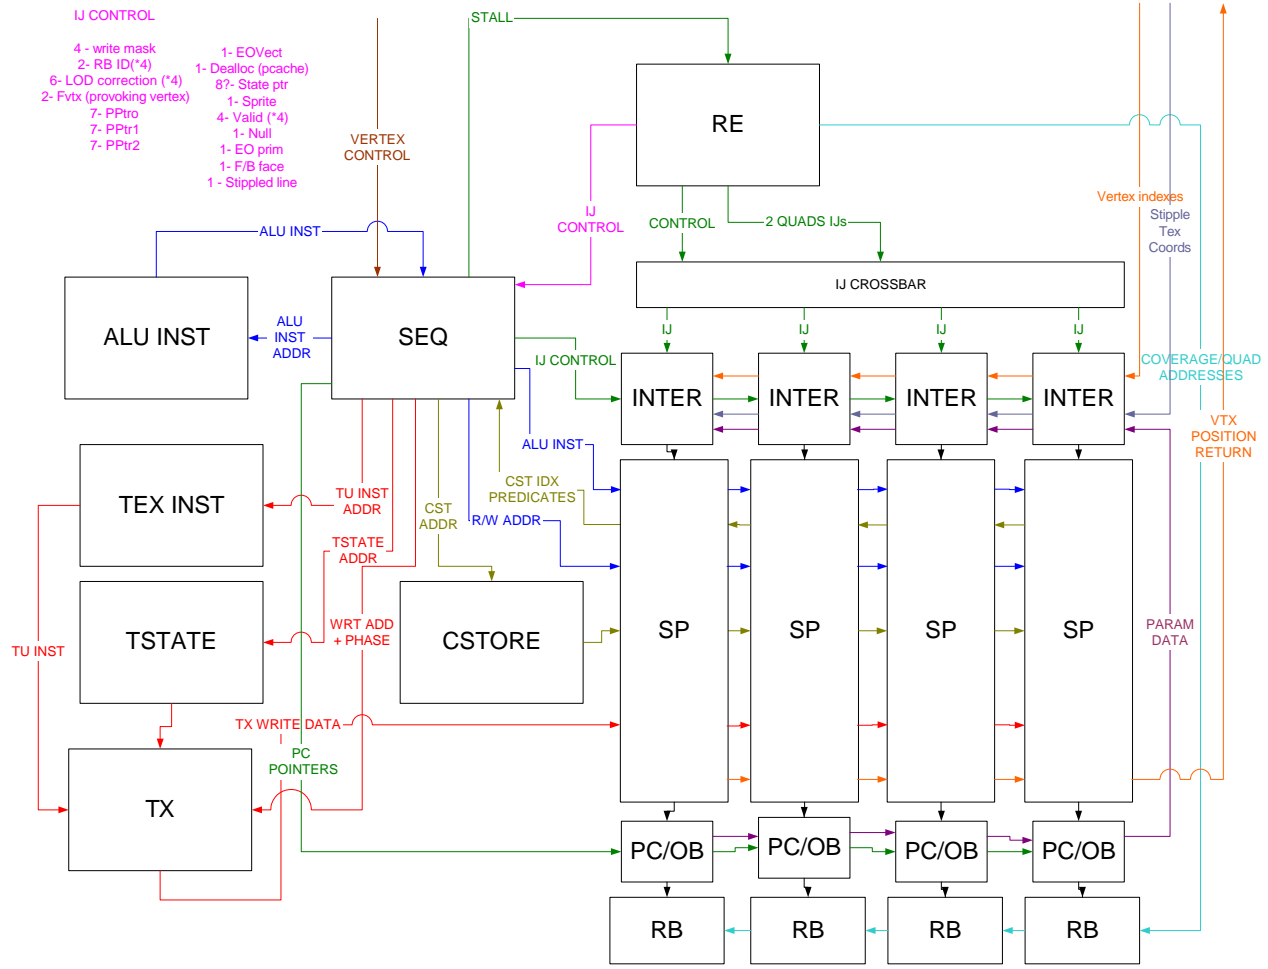 IJ CONTROL
4 - write mask
2- RB ID(*4)
6- LOD correction (*4)
2- Fvtx (provoking vertex)
7- PPtro
7- PPtr1
7- PPtr2
1- EOVect
1- Dealloc (pcache)
8?- State ptr
1- Sprite
4- Valid (*4)
1- Null
1- EO prim
1- F/B face
1 - Stippled line
STALL
VERTEX
CONTROL
RE
IJ
CONTROL
CONTROL
2 QUADS IJs
Vertex indexes
Stipple
Tex
Coords
ALU INST
IJ CROSSBAR
ALU INST
ALU
INST
ADDR
SEQ
IJ
IJ
IJ
IJ
IJ CONTROL
COVERAGE/QUAD
ADDRESSES
INTER
INTER
INTER
INTER
VTX
POSITION
RETURN
ALU INST
TEX INST
TU INST
ADDR
CST
ADDR
CST IDX
PREDICATES
R/W ADDR
TSTATE
ADDR
TSTATE
WRT ADD
+ PHASE
CSTORE
SP
SP
SP
SP
PARAM
DATA
TU INST
TX WRITE DATA
PC
POINTERS
TX
PC/OB
PC/OB
PC/OB
PC/OB
RB
RB
RB
RB